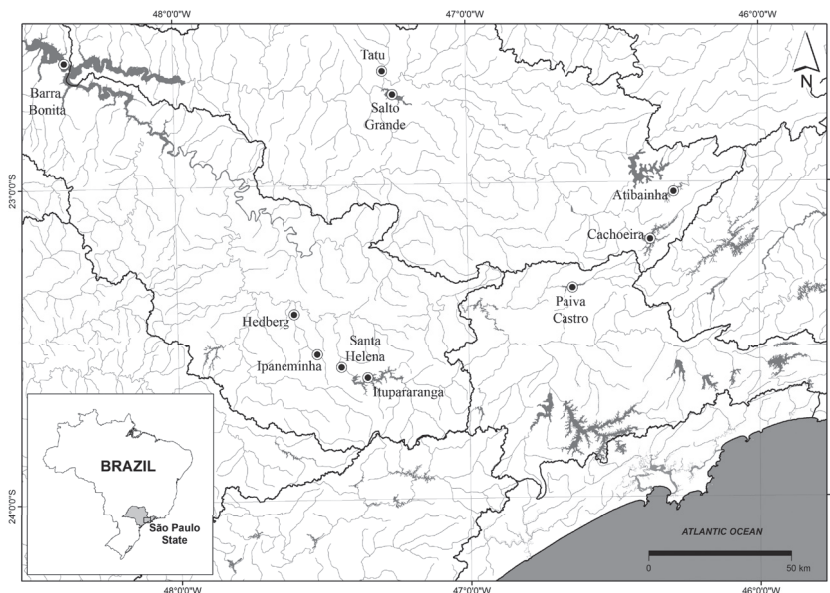 48°0'0"W
47°0'0"W
46°0'0"W
Tatu
Barra
Bonita
Salto
Grande
N
23°0'0"S
Atibainha
Cachoeira
Paiva
Castro
Hedberg
Santa
Helena
Ipaneminha
Itupararanga
BRAZIL
São Paulo
State
24°0'0"S
ATLANTIC OCEAN
0
50 km
48°0'0"W
47°0'0"W
46°0'0"W